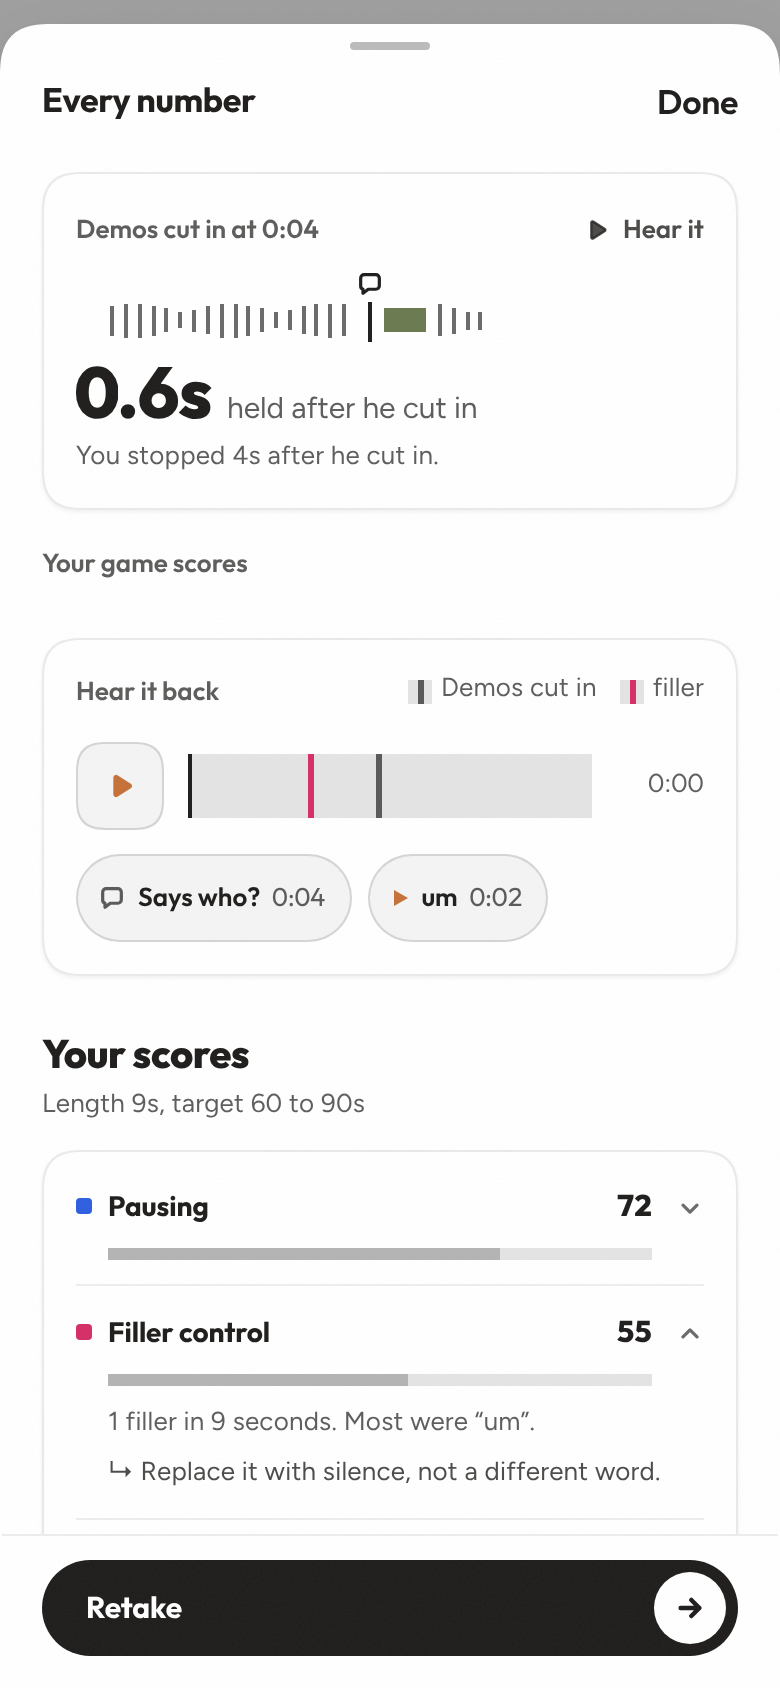 Every number
Done
Demos cut in at 0:04
Hear it
0.6s held after he cut in
You stopped 4s after he cut in.
Your game scores
Hear it back
Demos cut in
filler
0:00
Says who? 0:04
um 0:02
Your scores
Length 9s, target 60 to 90s
Pausing
72
Filler control
55
1 filler in 9 seconds. Most were “um”.
↳ Replace it with silence, not a different word.
Retake